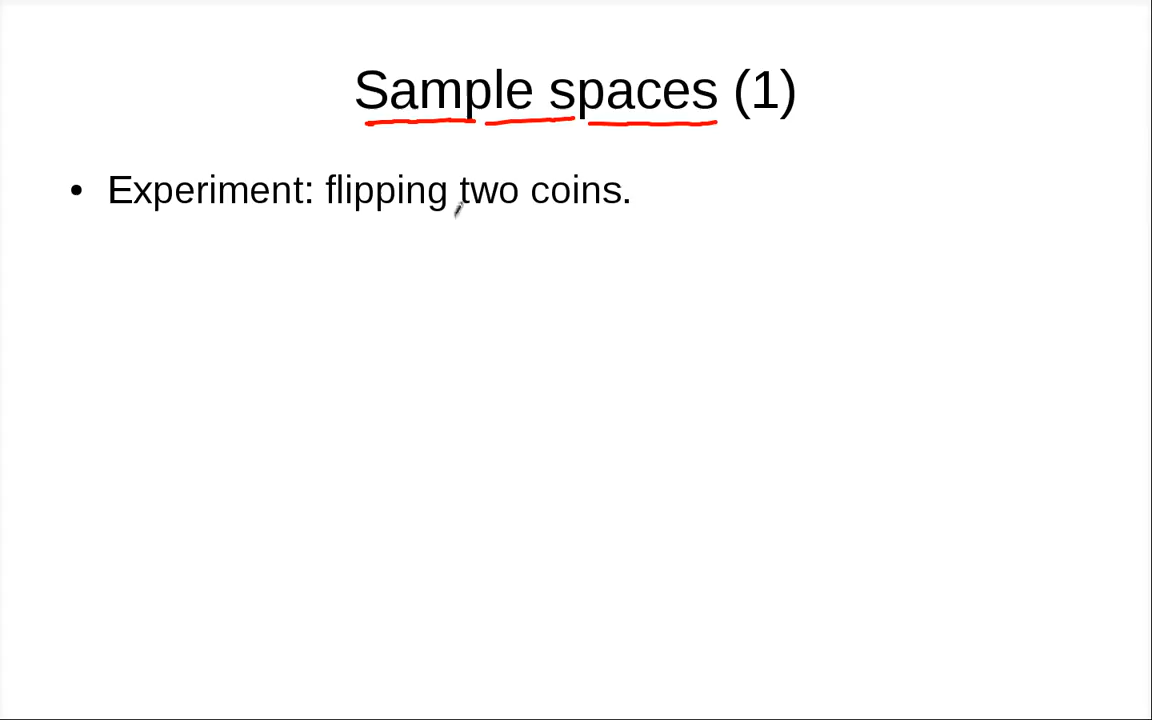 Sample spaces (1)
• Experiment: flipping two coins.